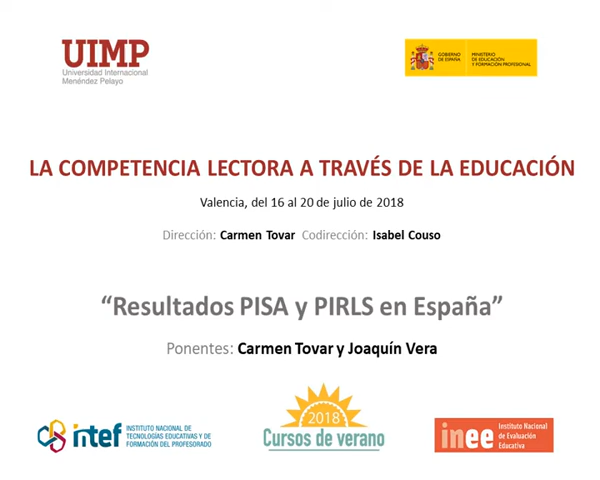 UIMP
Universidad Internacional
Menéndez Pelayo
GOBIERNO
DE ESPAÑA
MINISTERIO
DE EDUCACIÓN
Y FORMACIÓN PROFESIONAL
LA COMPETENCIA LECTORA A TRAVÉS DE LA EDUCACIÓN
Valencia, del 16 al 20 de julio de 2018
Dirección: Carmen Tovar Codirección: Isabel Couso
“Resultados PISA y PIRLS en España”
Ponentes: Carmen Tovar y Joaquín Vera
intef
INSTITUTO NACIONAL DE
TECNOLOGÍAS EDUCATIVAS Y DE
FORMACIÓN DEL PROFESORADO
2018
Cursos de verano
inee
Instituto Nacional
de Evaluación
Educativa